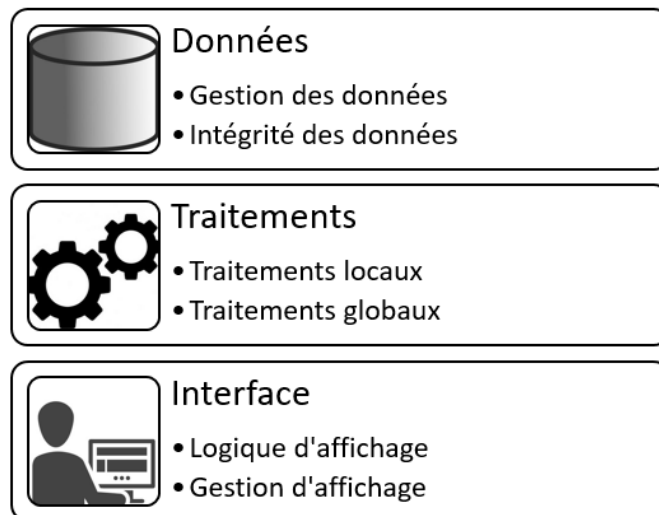 Données
• Gestion des données
• Intégrité des données
Traitements
• Traitements locaux
• Traitements globaux
Interface
• Logique d'affichage
• Gestion d'affichage